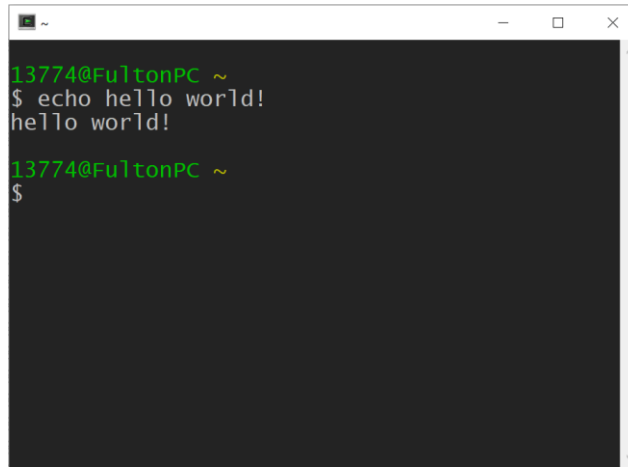 ~
13774@FultonPC ~
$ echo hello world!
hello world!
13774@FultonPC ~
$